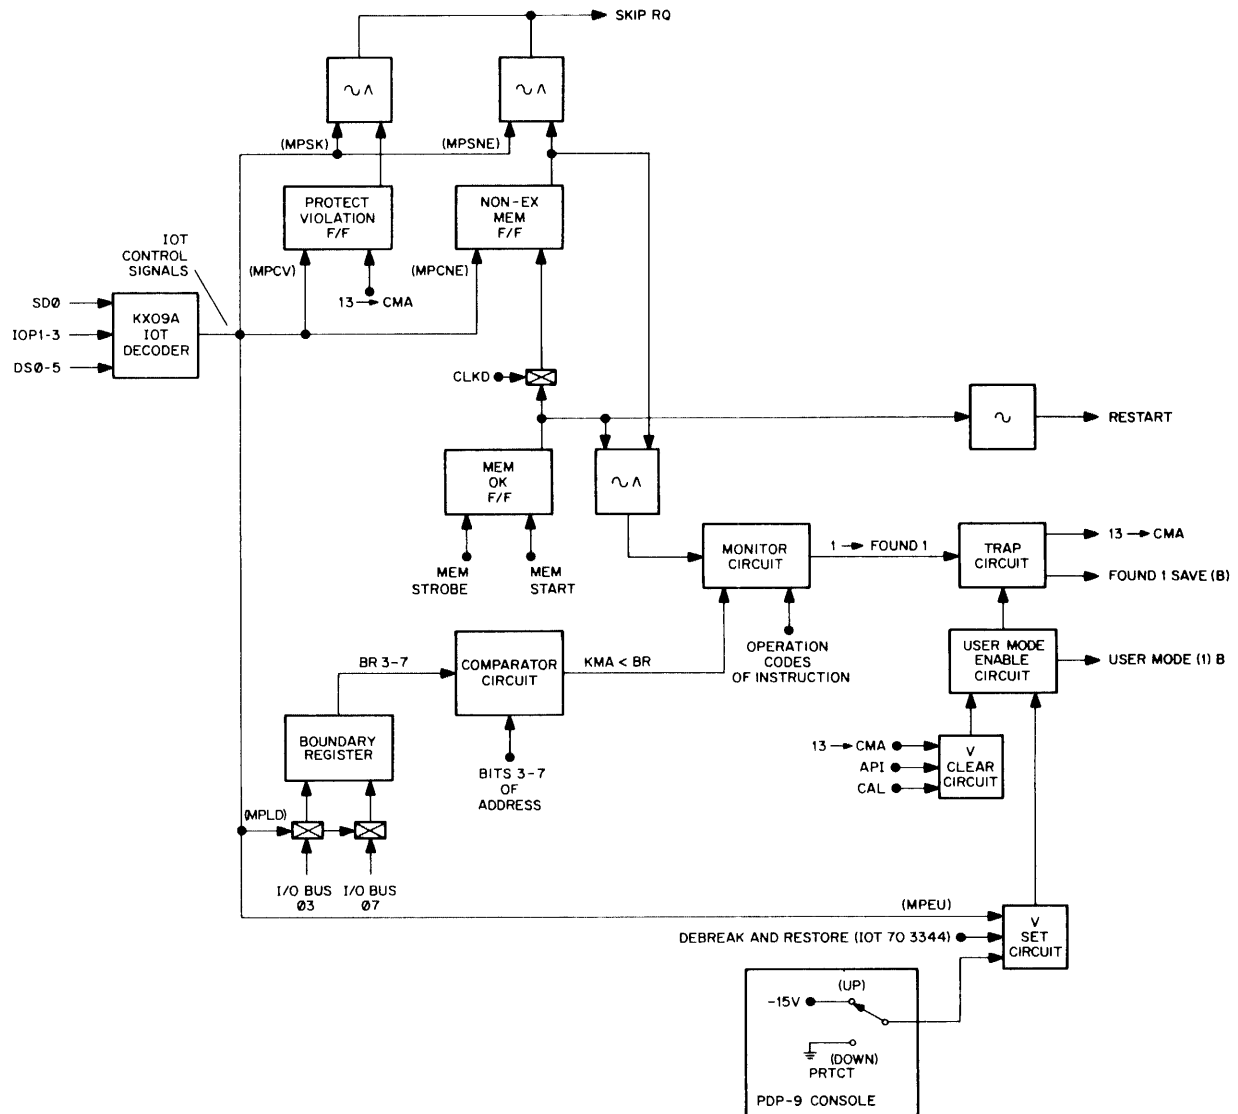 SKIP RQ
∿ ∧
∿ ∧
(MPSK)
(MPSNE)
PROTECT
VIOLATION
F/F
NON-EX
MEM
F/F
IOT
CONTROL
SIGNALS
(MPCV)
(MPCNE)
13 → CMA
SDØ
IOP1-3
DSØ-5
KX09A
IOT
DECODER
CLKD
∿
RESTART
MEM
OK
F/F
∿ ∧
MEM
STROBE
MEM
START
MONITOR
CIRCUIT
1 → FOUND 1
TRAP
CIRCUIT
13 → CMA
FOUND 1 SAVE (B)
OPERATION
CODES
OF INSTRUCTION
USER MODE
ENABLE
CIRCUIT
USER MODE (1) B
BR 3-7
COMPARATOR
CIRCUIT
KMA < BR
BOUNDARY
REGISTER
BITS 3-7
OF
ADDRESS
13 → CMA
API
CAL
V
CLEAR
CIRCUIT
(MPLD)
I/O BUS
Ø3
I/O BUS
Ø7
(MPEU)
DEBREAK AND RESTORE (IOT 70 3344)
V
SET
CIRCUIT
(UP)
-15V
(DOWN)
PRTCT
PDP-9 CONSOLE